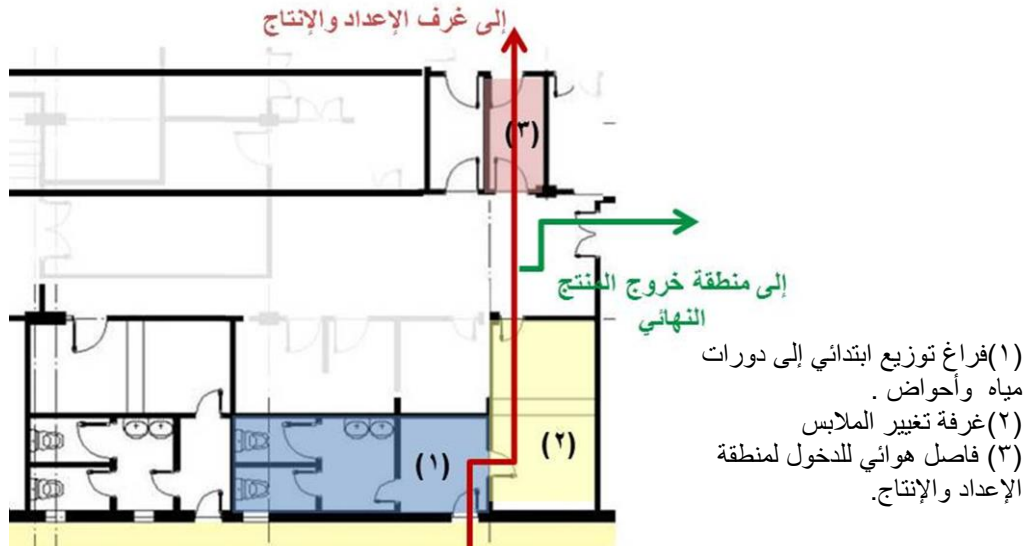 إلى غرف الإعداد والإنتاج
(٣)
إلى منطقة خروج المنتج
النهائي
(٢)
(١)
(١)فراغ توزيع ابتدائي إلى دورات
مياه وأحواض .
(٢)غرفة تغيير الملابس
(٣) فاصل هوائي للدخول لمنطقة
الإعداد والإنتاج.